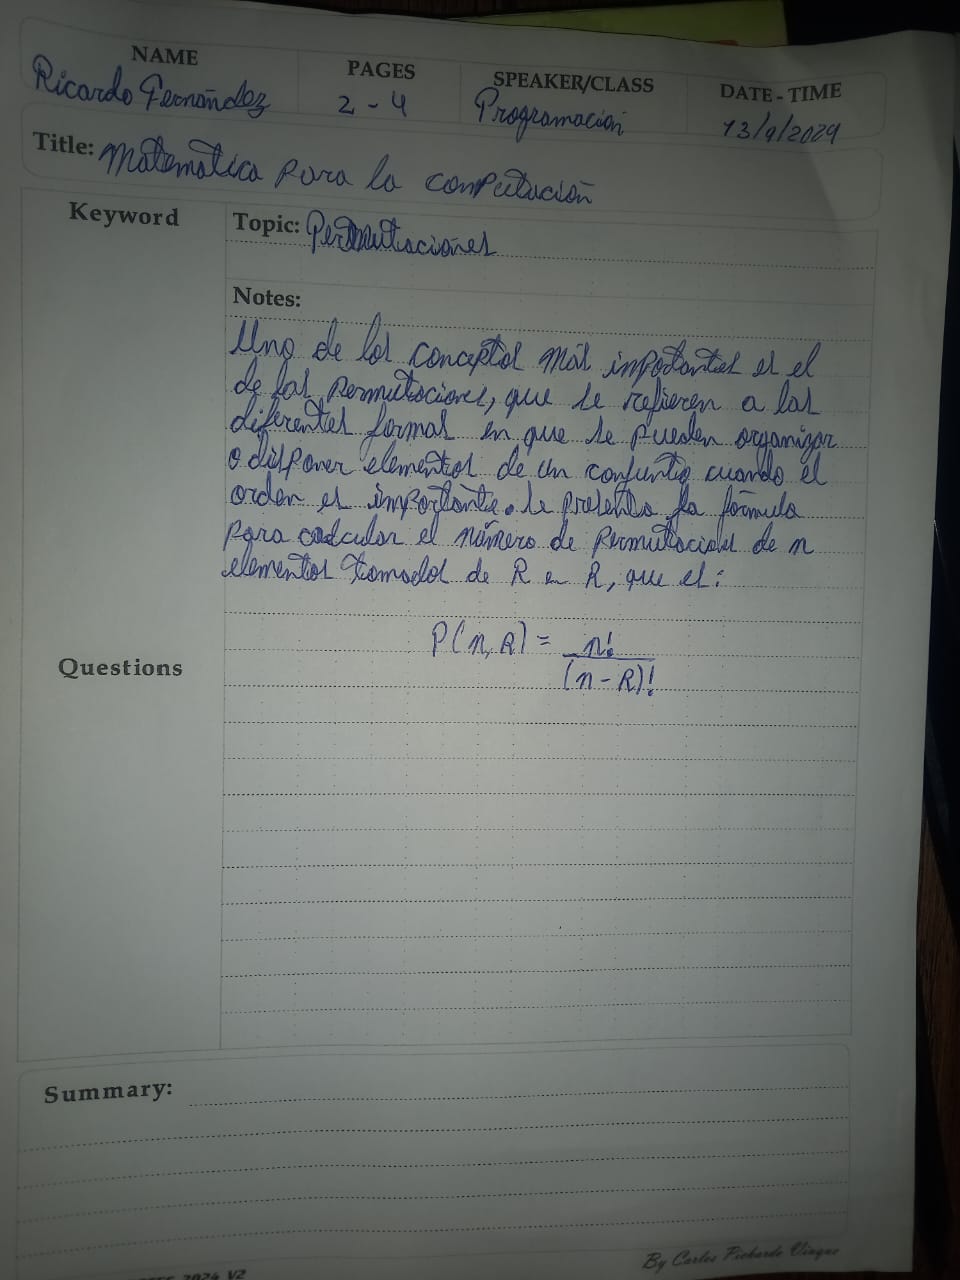 NAME
Ricardo Fernández
PAGES
2 - 4
SPEAKER/CLASS
Programación
DATE - TIME
13/9/2024
Title: Matematica para la computación
Keyword
Topic: Permutaciones
Notes:
Uno de los conceptos más importantes es el
de las permutaciones, que se refieren a las
diferentes formas en que se pueden organizar
o disponer elementos de un conjunto cuando el
orden es importante. Se presenta la fórmula
para calcular el número de permutaciones de n
elementos tomados de R en R, que es:
P(n, R) = n!
(n - R)!
Questions
Summary:
2024 V2
By Carlos Pichardo Viuque